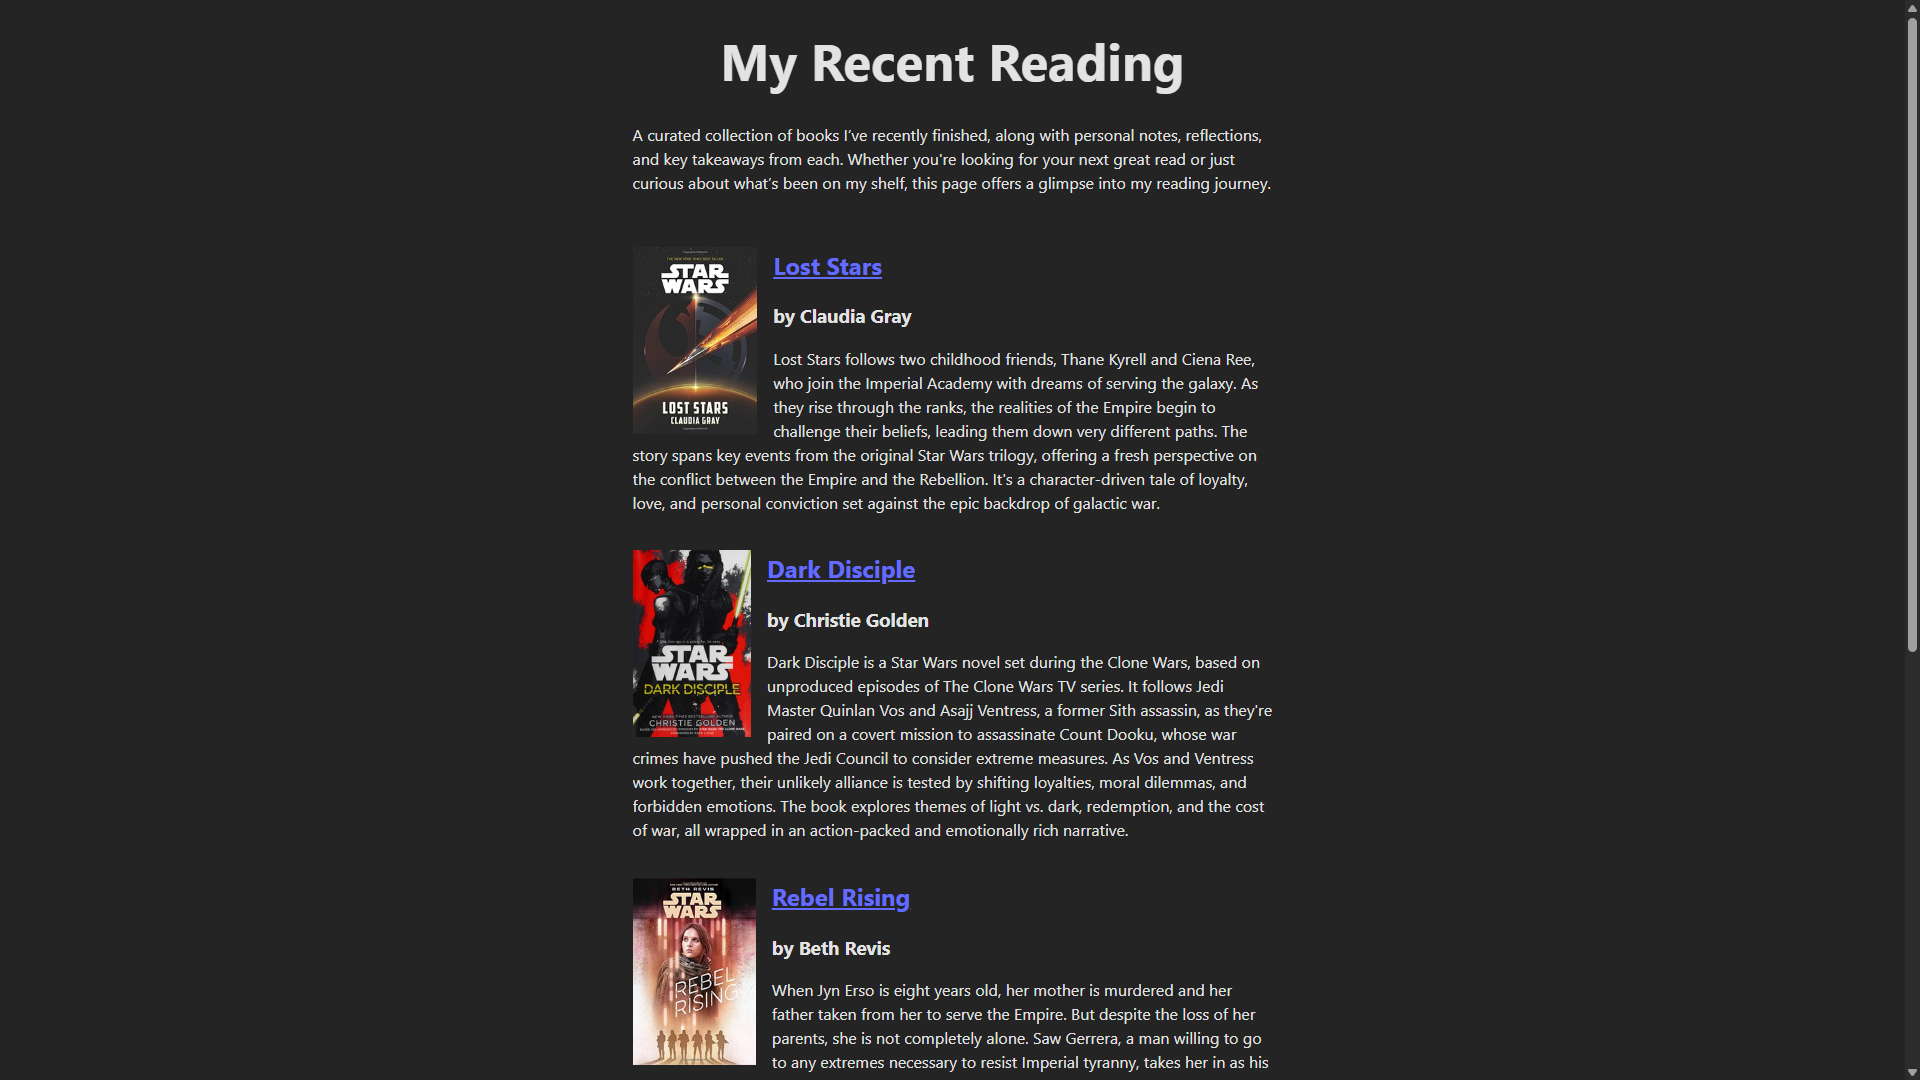 My Recent Reading
A curated collection of books I’ve recently finished, along with personal notes, reflections,
and key takeaways from each. Whether you're looking for your next great read or just
curious about what’s been on my shelf, this page offers a glimpse into my reading journey.
STAR
WARS
LOST STARS
CLAUDIA GRAY
Lost Stars
by Claudia Gray
Lost Stars follows two childhood friends, Thane Kyrell and Ciena Ree,
who join the Imperial Academy with dreams of serving the galaxy. As
they rise through the ranks, the realities of the Empire begin to
challenge their beliefs, leading them down very different paths. The
story spans key events from the original Star Wars trilogy, offering a fresh perspective on
the conflict between the Empire and the Rebellion. It's a character-driven tale of loyalty,
love, and personal conviction set against the epic backdrop of galactic war.
STAR
WARS
DARK DISCIPLE
CHRISTIE GOLDEN
Dark Disciple
by Christie Golden
Dark Disciple is a Star Wars novel set during the Clone Wars, based on
unproduced episodes of The Clone Wars TV series. It follows Jedi
Master Quinlan Vos and Asajj Ventress, a former Sith assassin, as they're
paired on a covert mission to assassinate Count Dooku, whose war
crimes have pushed the Jedi Council to consider extreme measures. As Vos and Ventress
work together, their unlikely alliance is tested by shifting loyalties, moral dilemmas, and
forbidden emotions. The book explores themes of light vs. dark, redemption, and the cost
of war, all wrapped in an action-packed and emotionally rich narrative.
BETH REVIS
STAR
WARS
REBEL
RISING
Rebel Rising
by Beth Revis
When Jyn Erso is eight years old, her mother is murdered and her
father taken from her to serve the Empire. But despite the loss of her
parents, she is not completely alone. Saw Gerrera, a man willing to go
to any extremes necessary to resist Imperial tyranny, takes her in as his